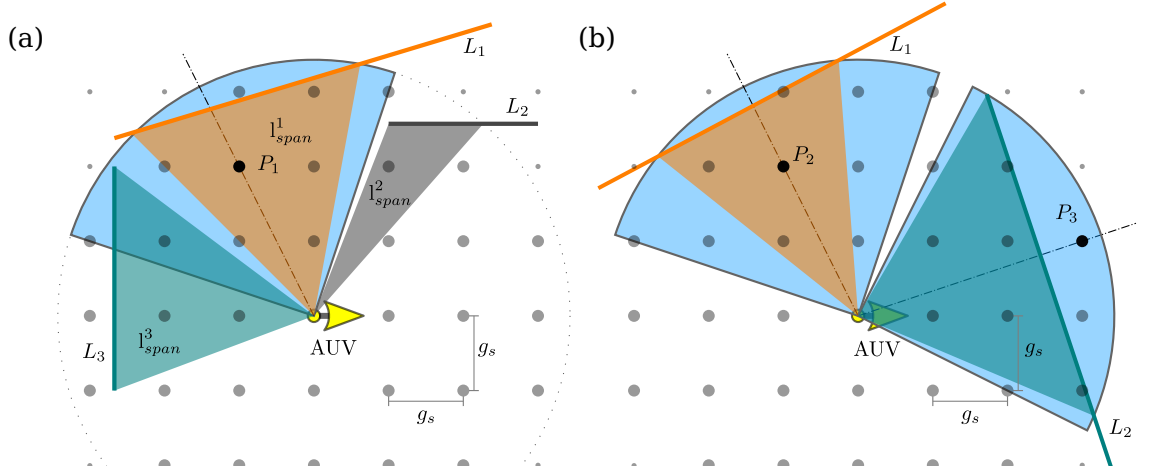 (a)
L₁
L₂
l¹ₛₚₐₙ
P₁
l²ₛₚₐₙ
l³ₛₚₐₙ
L₃
AUV
gₛ
gₛ
(b)
L₁
P₂
P₃
AUV
gₛ
gₛ
L₂